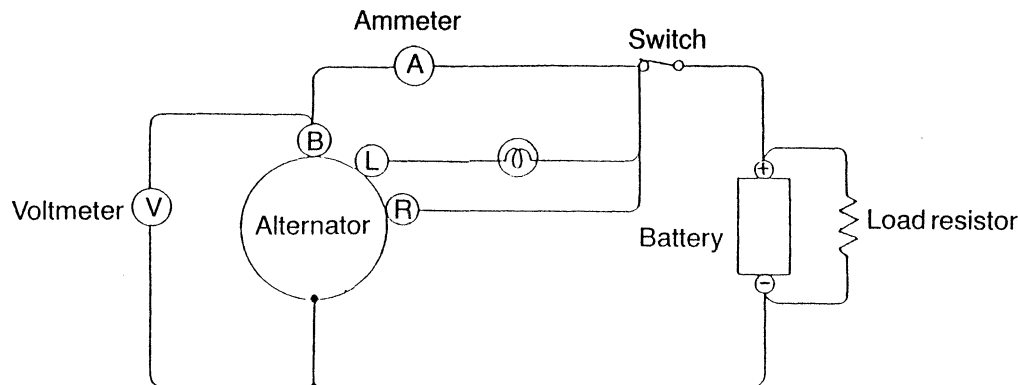 Ammeter
Switch
A
B
L
R
V
Voltmeter
Alternator
Battery
Load resistor
+
−